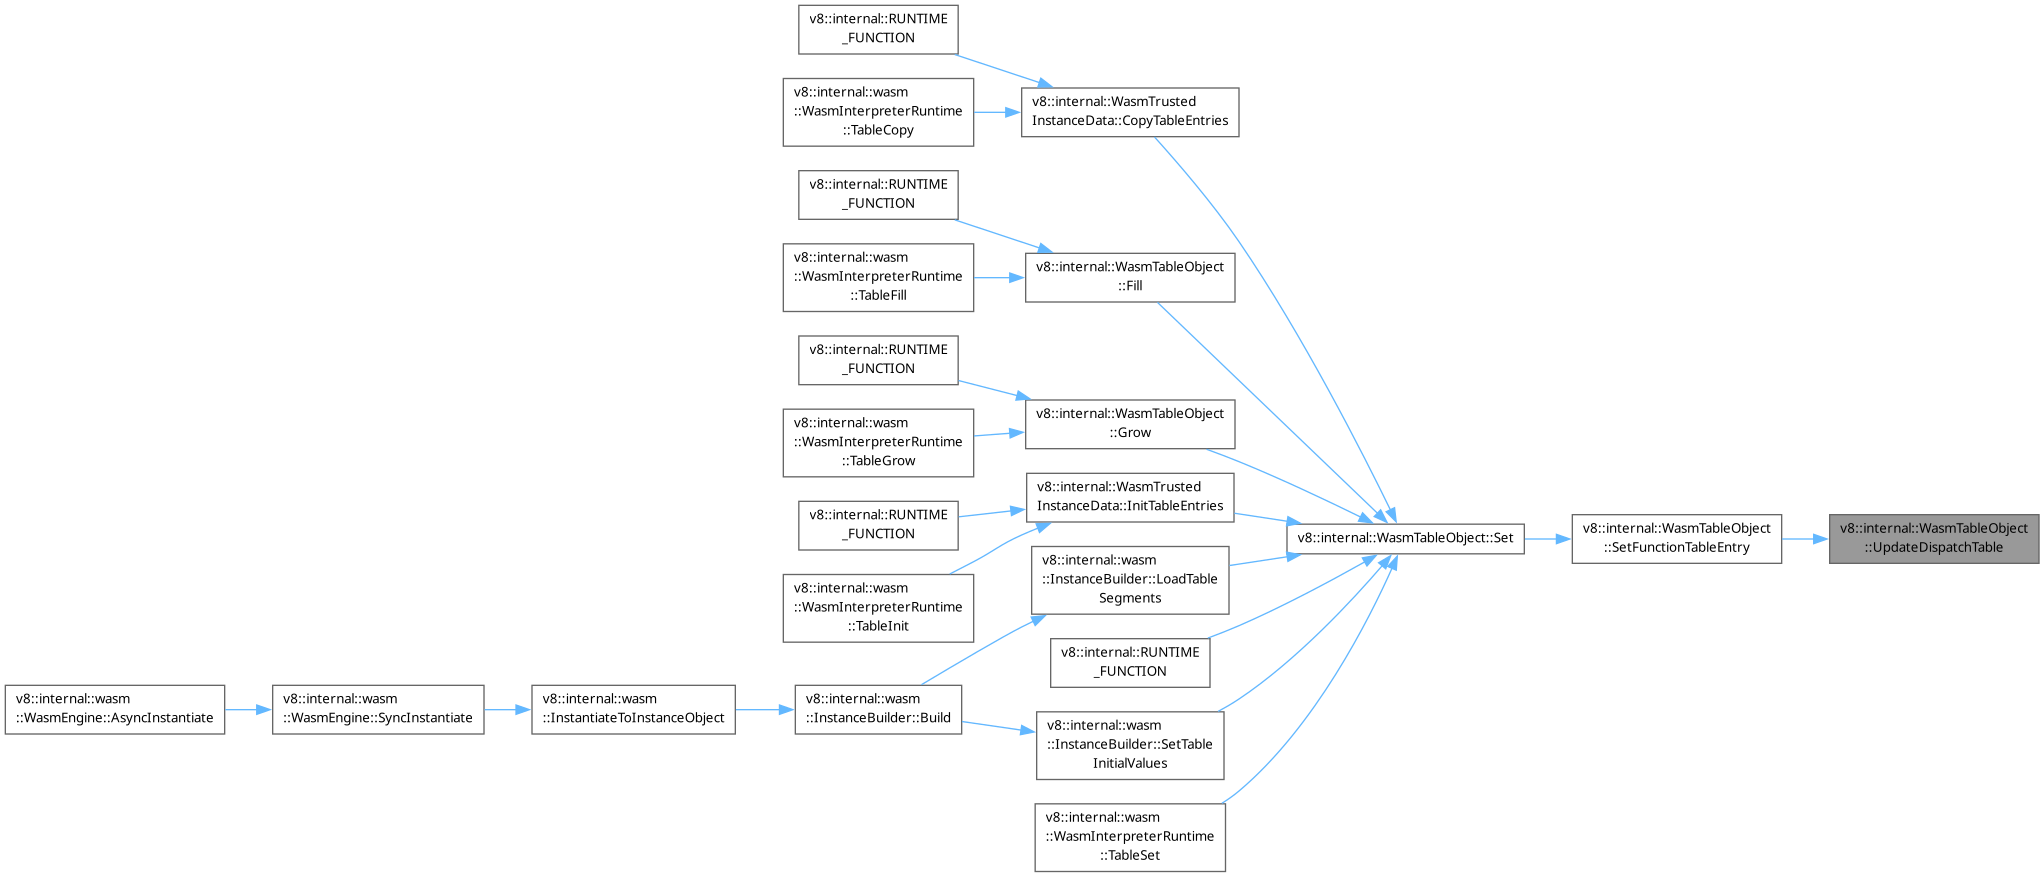 v8::internal::RUNTIME
_FUNCTION
v8::internal::wasm
::WasmInterpreterRuntime
::TableCopy
v8::internal::WasmTrusted
InstanceData::CopyTableEntries
v8::internal::RUNTIME
_FUNCTION
v8::internal::wasm
::WasmInterpreterRuntime
::TableFill
v8::internal::WasmTableObject
::Fill
v8::internal::RUNTIME
_FUNCTION
v8::internal::wasm
::WasmInterpreterRuntime
::TableGrow
v8::internal::WasmTableObject
::Grow
v8::internal::RUNTIME
_FUNCTION
v8::internal::WasmTrusted
InstanceData::InitTableEntries
v8::internal::wasm
::WasmInterpreterRuntime
::TableInit
v8::internal::wasm
::InstanceBuilder::LoadTable
Segments
v8::internal::WasmTableObject::Set
v8::internal::WasmTableObject
::SetFunctionTableEntry
v8::internal::WasmTableObject
::UpdateDispatchTable
v8::internal::RUNTIME
_FUNCTION
v8::internal::wasm
::WasmEngine::AsyncInstantiate
v8::internal::wasm
::WasmEngine::SyncInstantiate
v8::internal::wasm
::InstantiateToInstanceObject
v8::internal::wasm
::InstanceBuilder::Build
v8::internal::wasm
::InstanceBuilder::SetTable
InitialValues
v8::internal::wasm
::WasmInterpreterRuntime
::TableSet